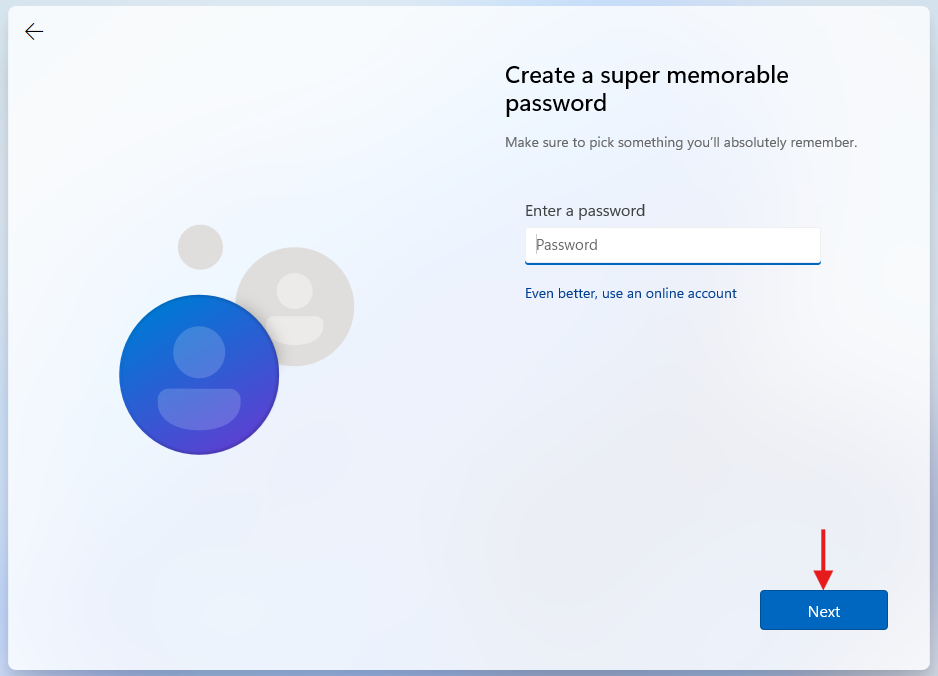 Create a super memorable
password
Make sure to pick something you’ll absolutely remember.
Enter a password
Password
Even better, use an online account
Next